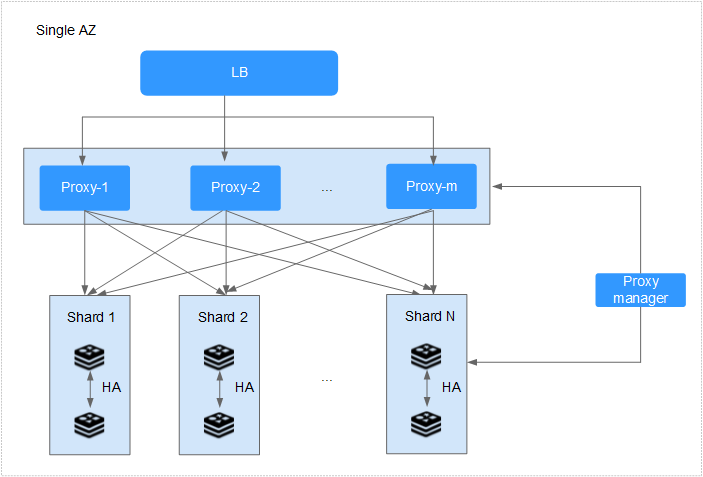 Single AZ
LB
Proxy-1
Proxy-2
...
Proxy-m
Proxy
manager
Shard 1
Shard 2
Shard N
HA
HA
...
HA